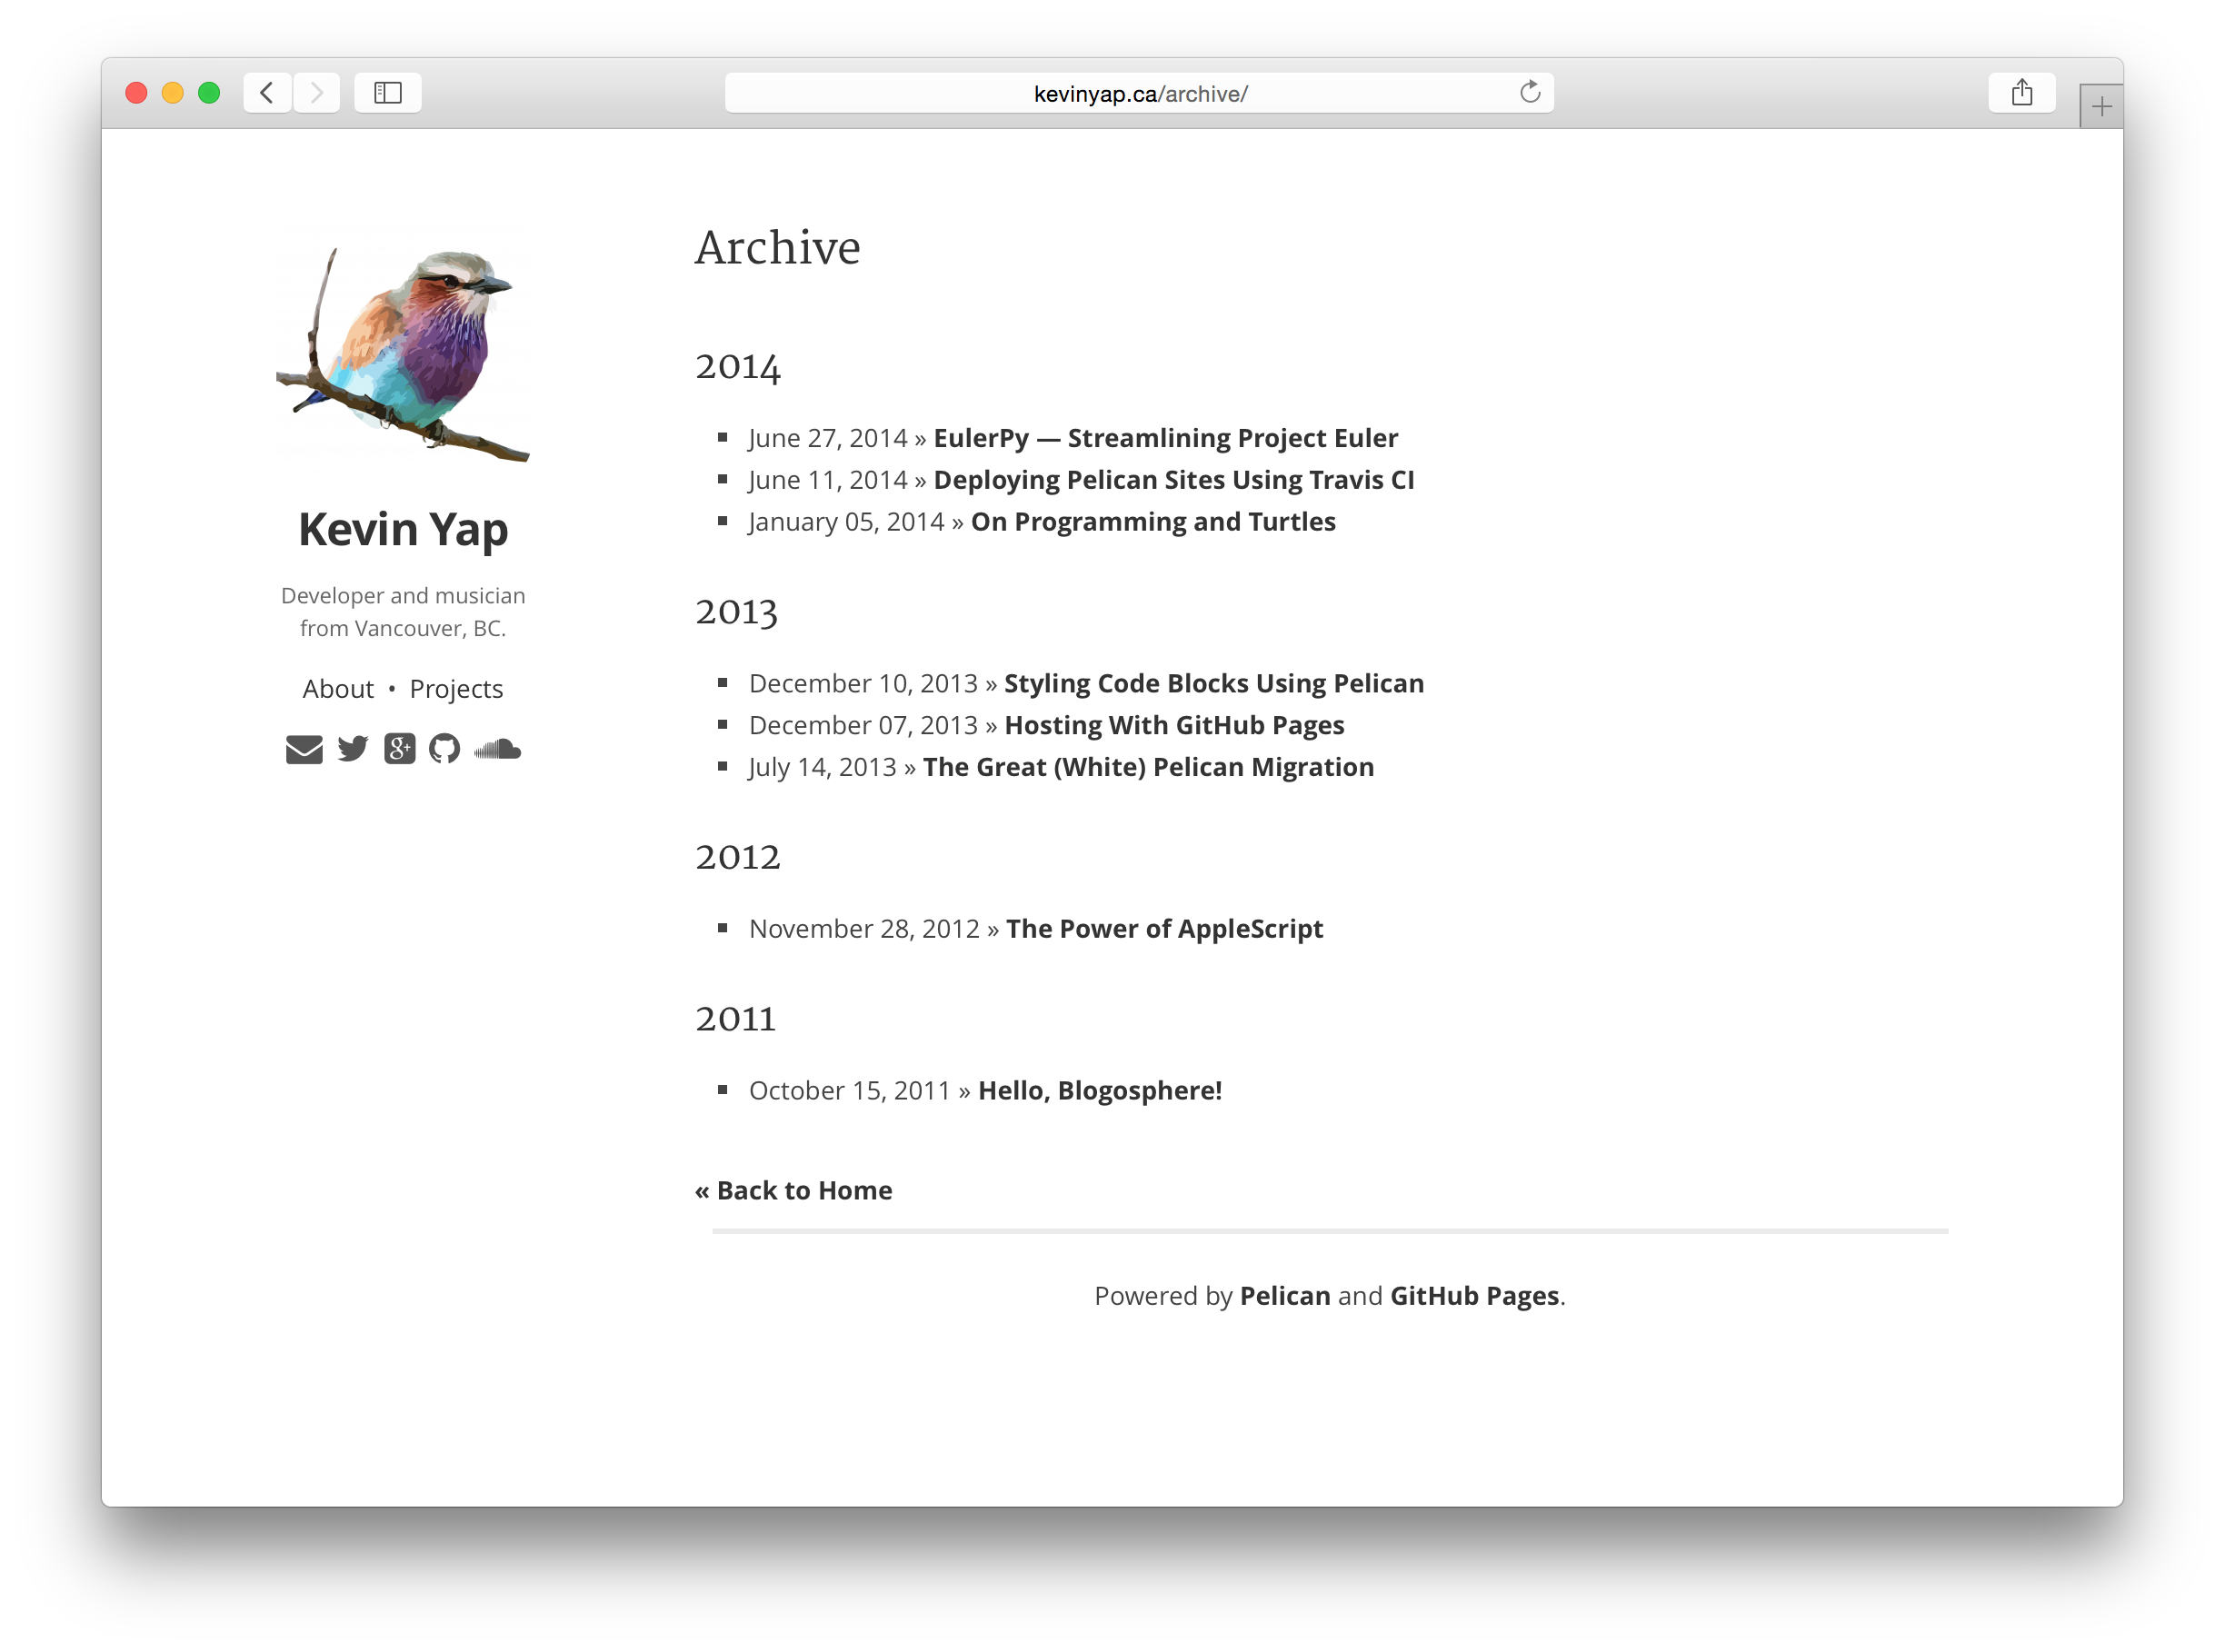 kevinyap.ca/archive/
Kevin Yap
Developer and musician
from Vancouver, BC.
About • Projects
g+
Archive
2014
June 27, 2014 » EulerPy — Streamlining Project Euler
June 11, 2014 » Deploying Pelican Sites Using Travis CI
January 05, 2014 » On Programming and Turtles
2013
December 10, 2013 » Styling Code Blocks Using Pelican
December 07, 2013 » Hosting With GitHub Pages
July 14, 2013 » The Great (White) Pelican Migration
2012
November 28, 2012 » The Power of AppleScript
2011
October 15, 2011 » Hello, Blogosphere!
« Back to Home
Powered by Pelican and GitHub Pages.